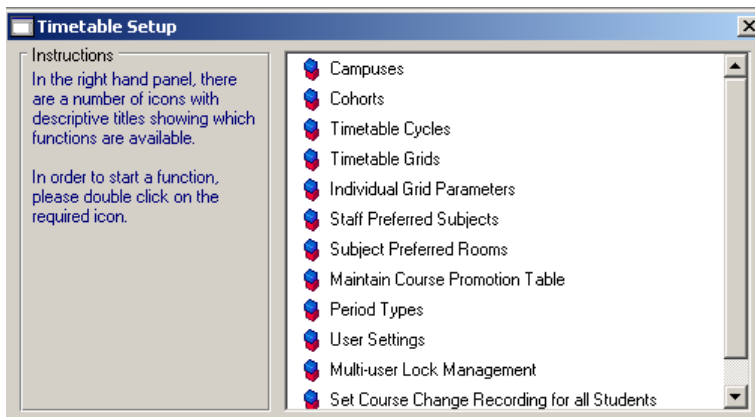 Timetable Setup
Instructions
In the right hand panel, there
are a number of icons with
descriptive titles showing which
functions are available.
In order to start a function,
please double click on the
required icon.
Campuses
Cohorts
Timetable Cycles
Timetable Grids
Individual Grid Parameters
Staff Preferred Subjects
Subject Preferred Rooms
Maintain Course Promotion Table
Period Types
User Settings
Multi-user Lock Management
Set Course Change Recording for all Students